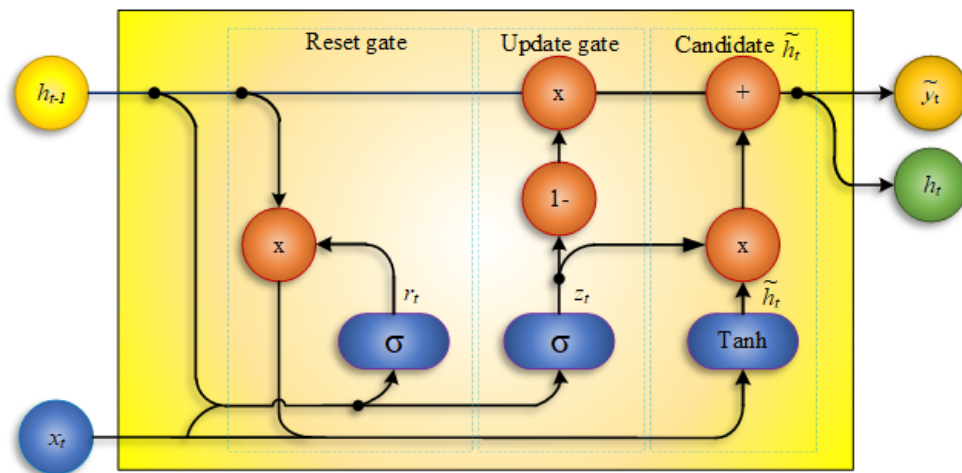 Reset gate
Update gate
Candidate h̃t
ht-1
x
+
ỹt
1-
ht
x
x
rt
zt
h̃t
σ
σ
Tanh
xt